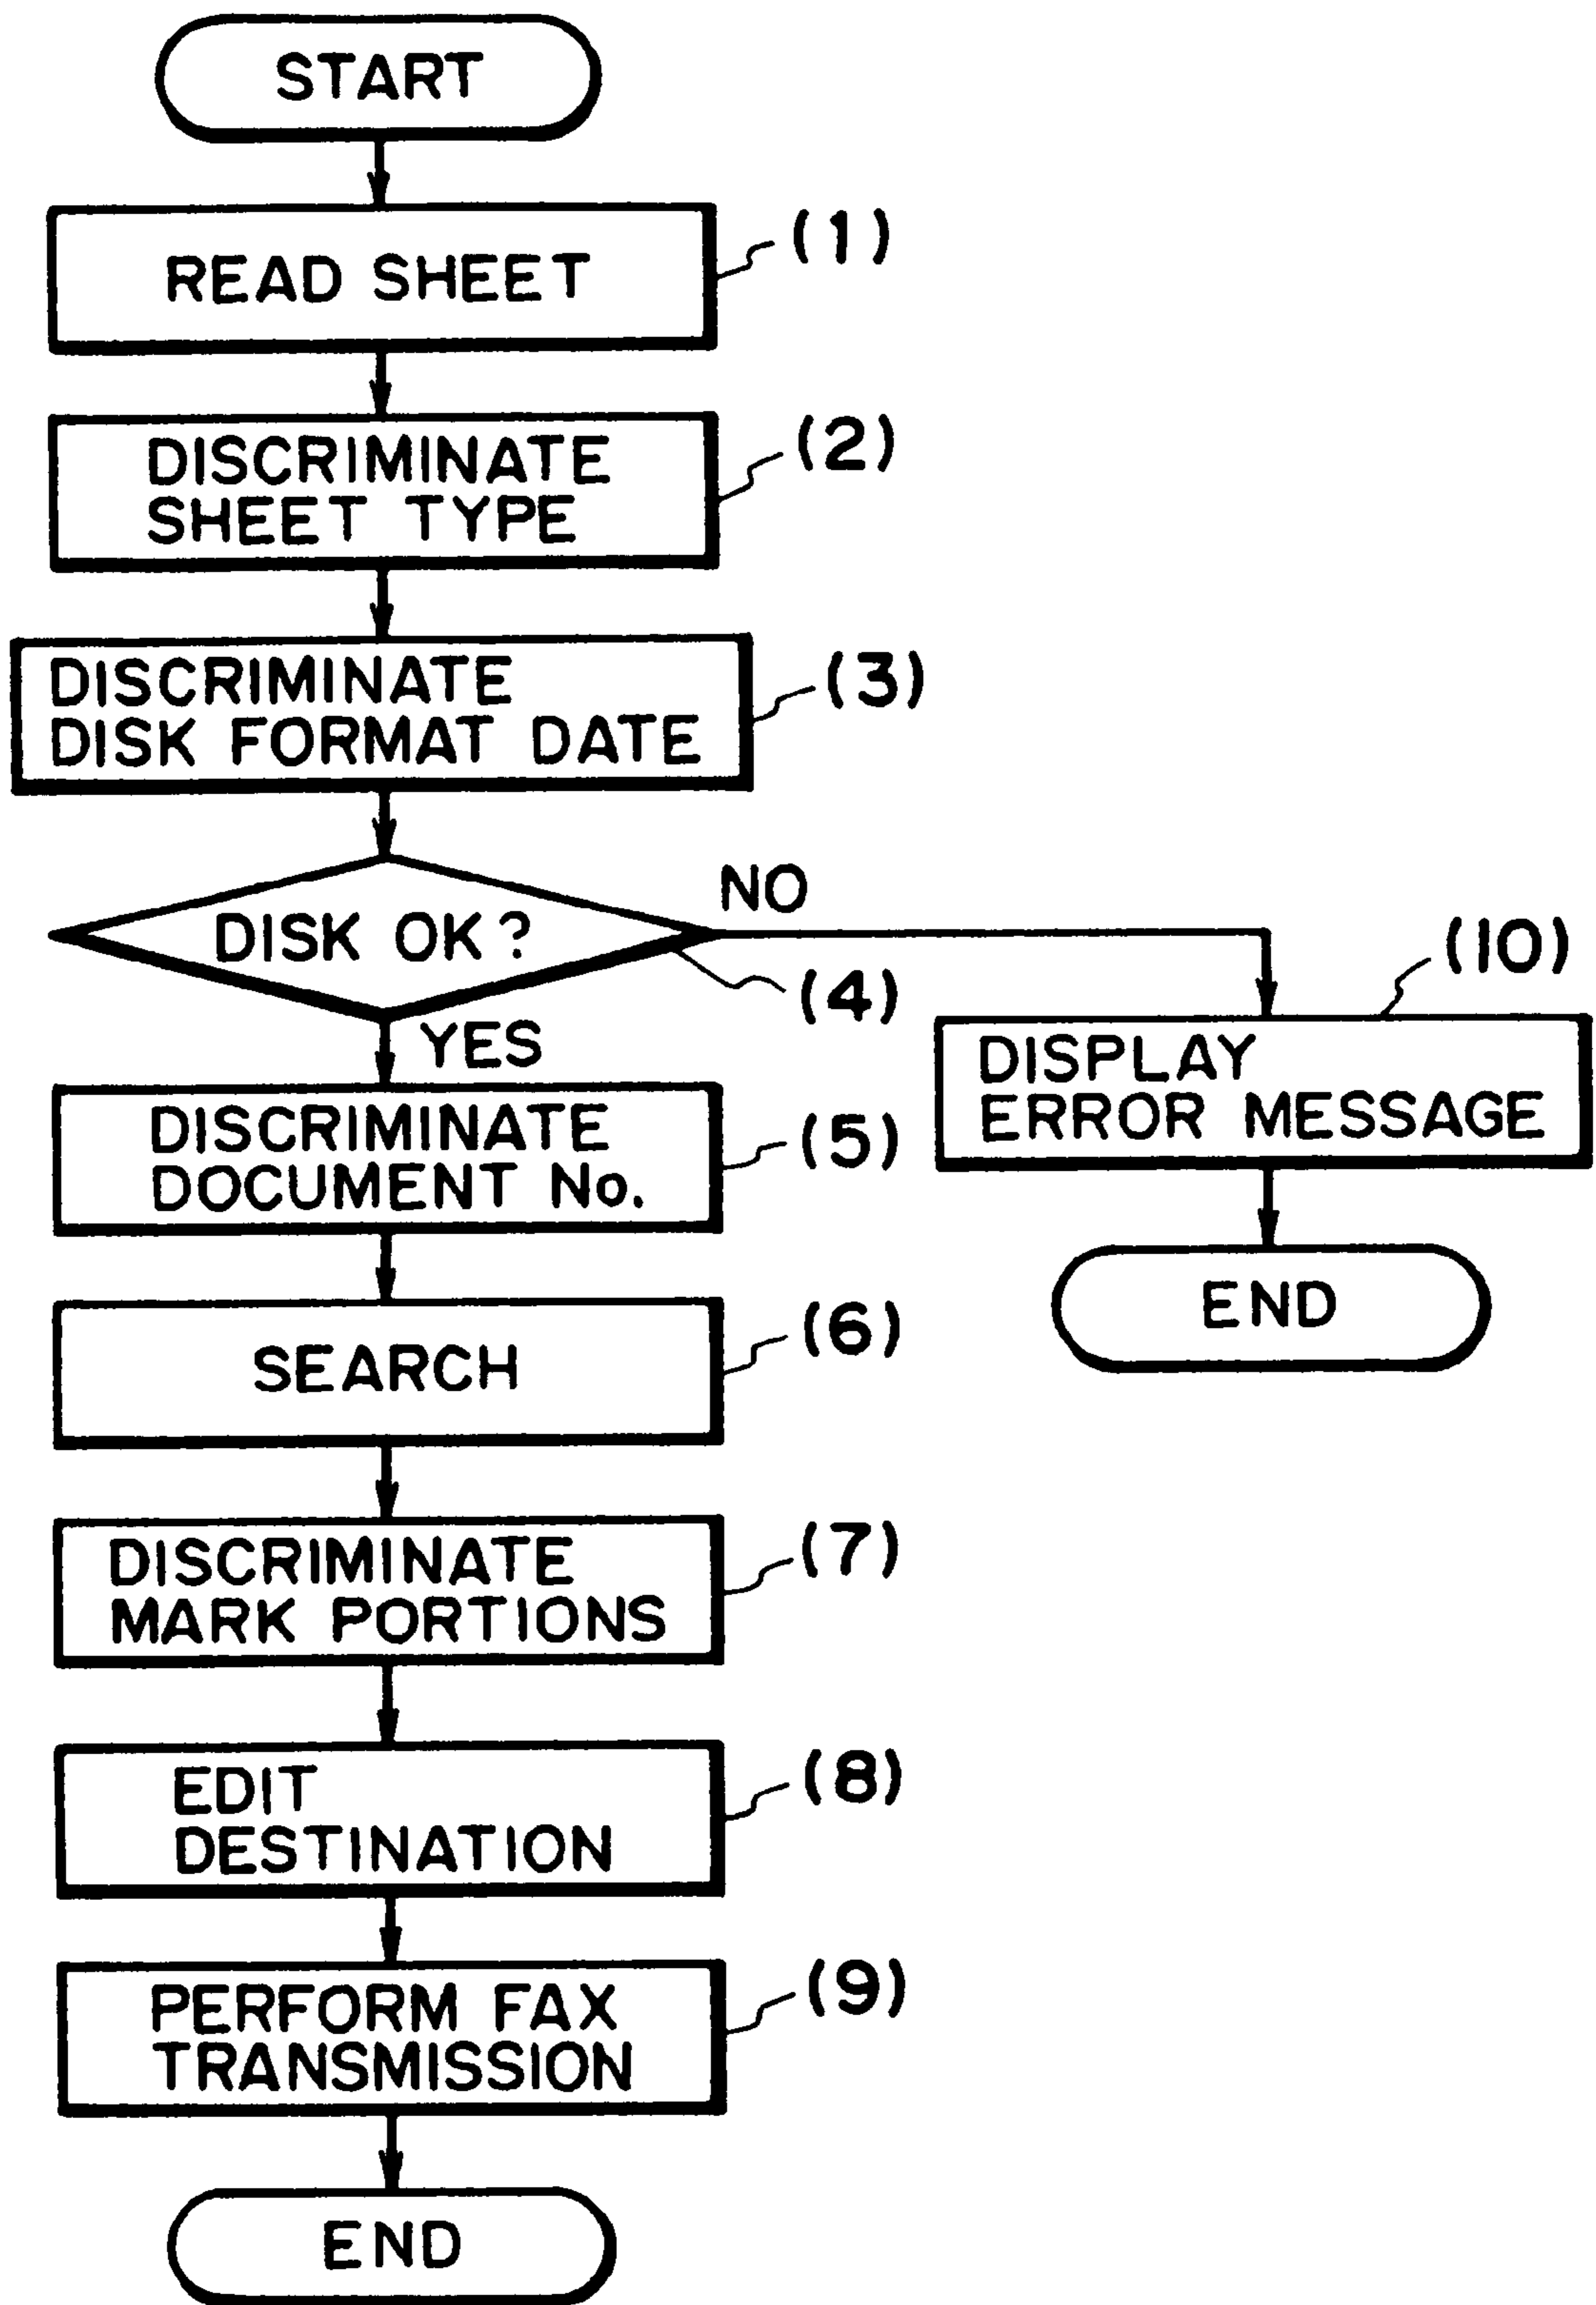 START
READ SHEET
(1)
DISCRIMINATE
SHEET TYPE
(2)
DISCRIMINATE
DISK FORMAT DATE
(3)
DISK OK?
NO
(4)
YES
(10)
DISPLAY
ERROR MESSAGE
END
DISCRIMINATE
DOCUMENT No.
(5)
SEARCH
(6)
DISCRIMINATE
MARK PORTIONS
(7)
EDIT
DESTINATION
(8)
PERFORM FAX
TRANSMISSION
(9)
END